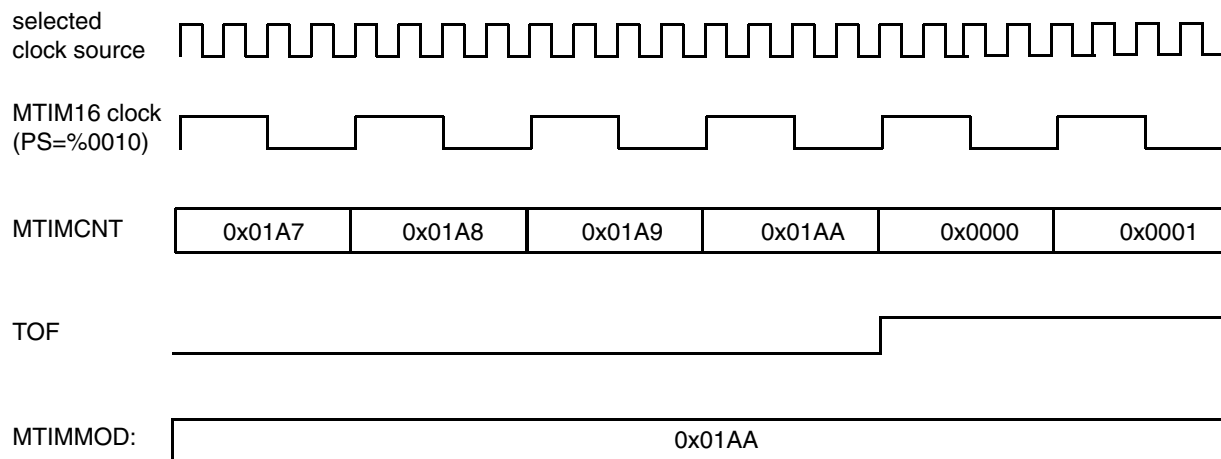 selected
clock source
MTIM16 clock
(PS=%0010)
MTIMCNT
0x01A7
0x01A8
0x01A9
0x01AA
0x0000
0x0001
TOF
MTIMMOD:
0x01AA